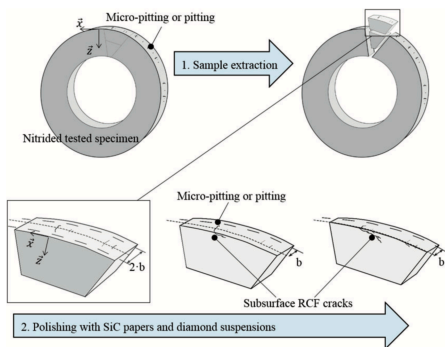 Micro-pitting or pitting
x
z
1. Sample extraction
Nitrided tested specimen
Micro-pitting or pitting
x
z
2·b
b
b
Subsurface RCF cracks
2. Polishing with SiC papers and diamond suspensions